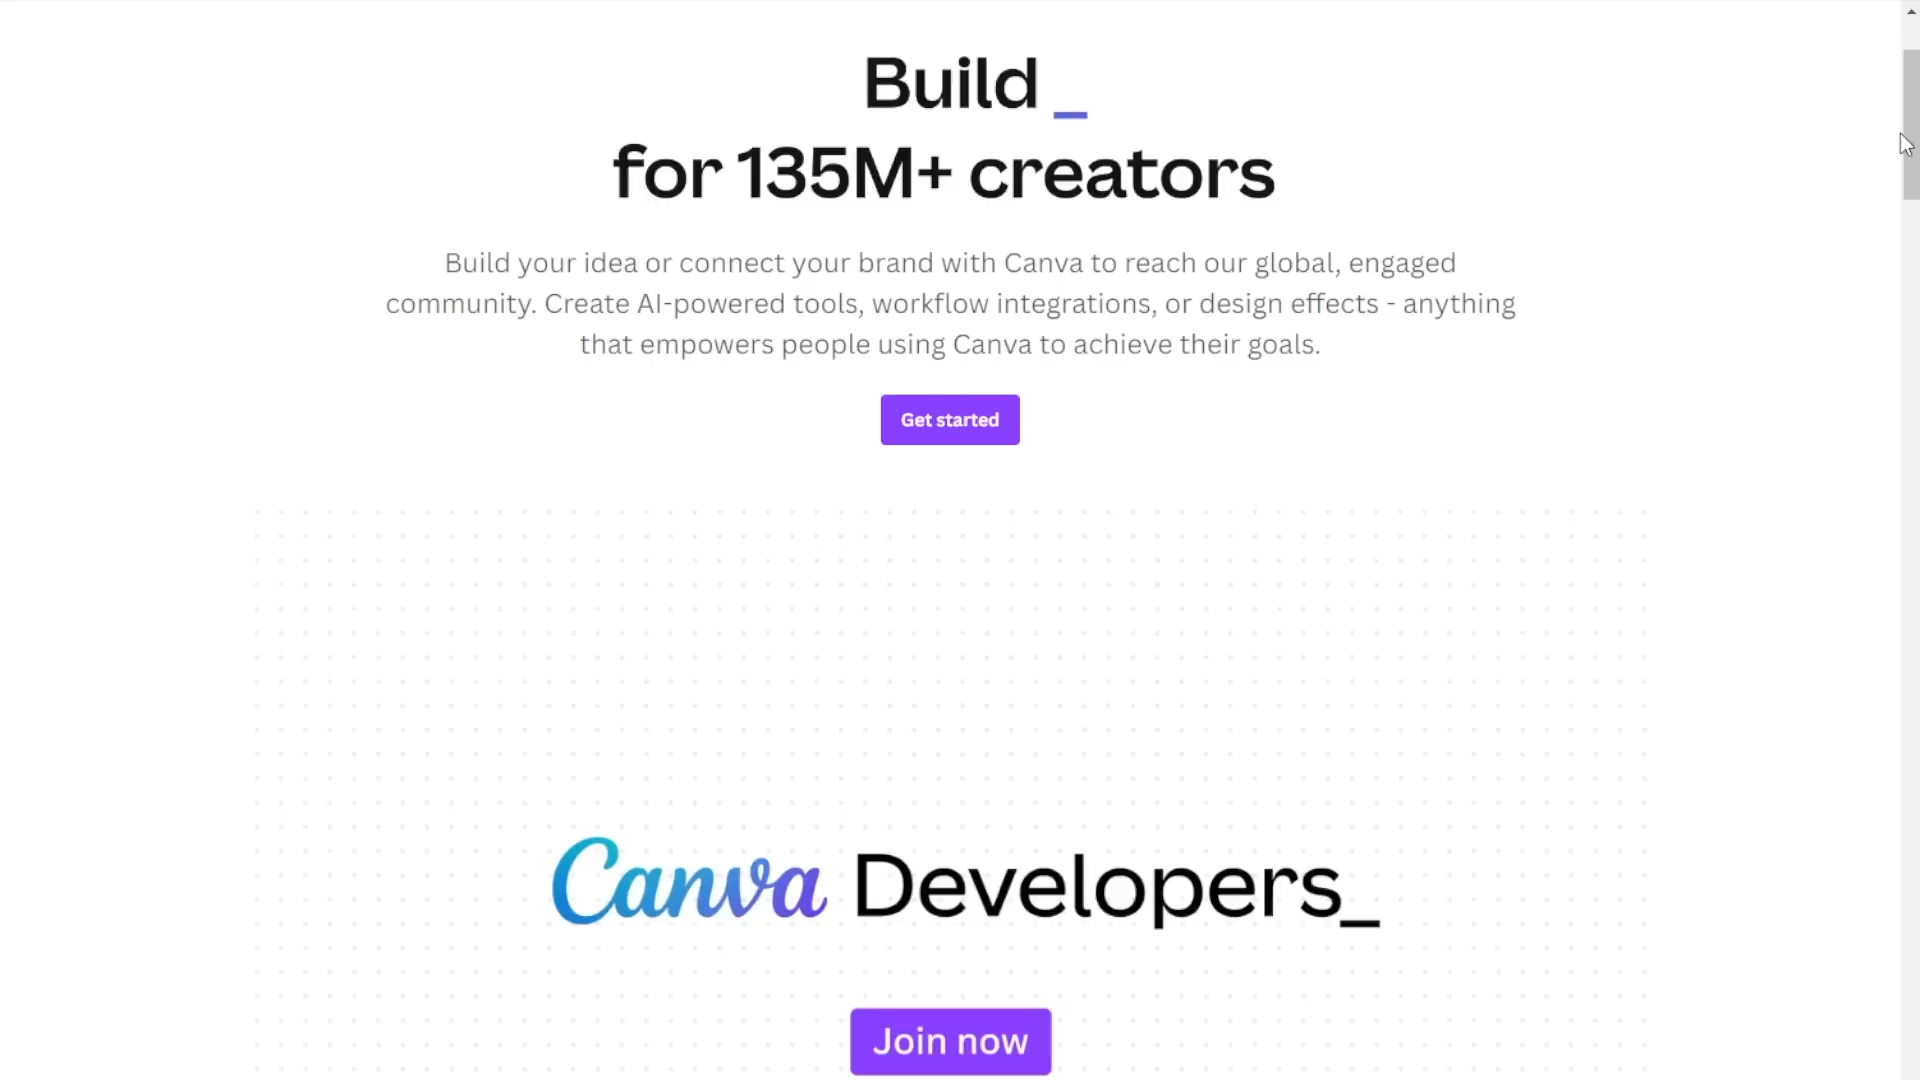 Build _
for 135M+ creators
Build your idea or connect your brand with Canva to reach our global, engaged
community. Create AI-powered tools, workflow integrations, or design effects - anything
that empowers people using Canva to achieve their goals.
Get started
Canva Developers_
Join now